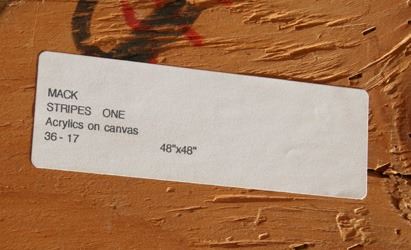 MACK
STRIPES ONE
Acrylics on canvas
36 - 17
48"x48"